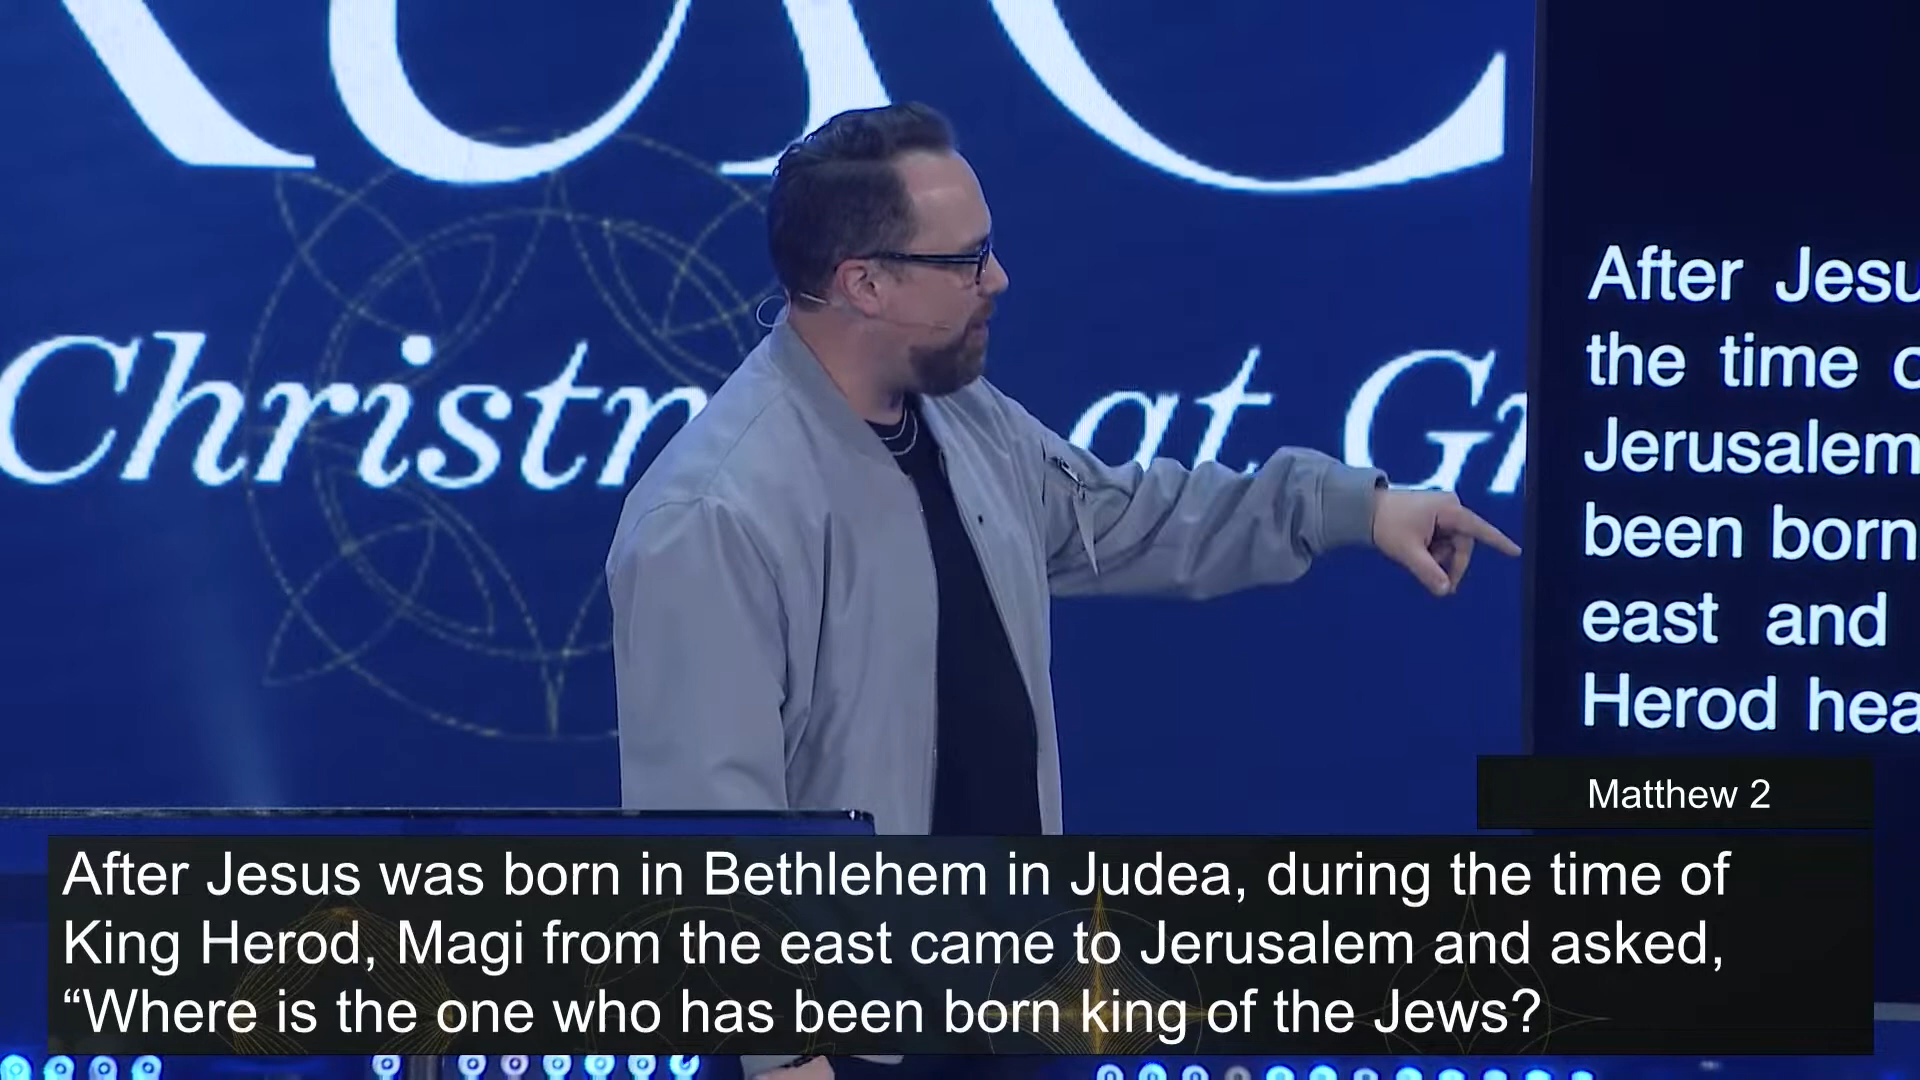 Christm at Gr
After Jesu
the time o
Jerusalem
been born
east and
Herod hea
Matthew 2
After Jesus was born in Bethlehem in Judea, during the time of
King Herod, Magi from the east came to Jerusalem and asked,
“Where is the one who has been born king of the Jews?